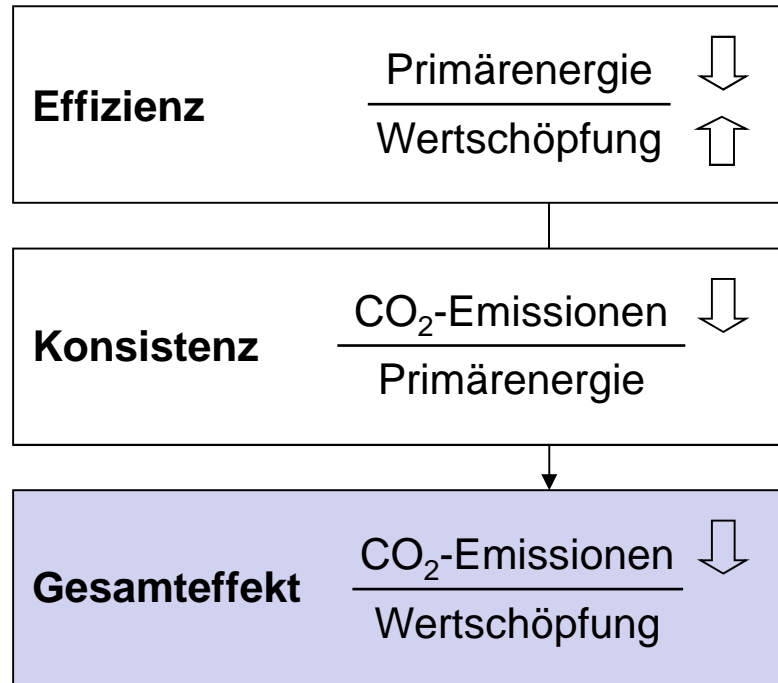 Effizienz
Primärenergie
Wertschöpfung
Konsistenz
CO₂-Emissionen
Primärenergie
Gesamteffekt
CO₂-Emissionen
Wertschöpfung